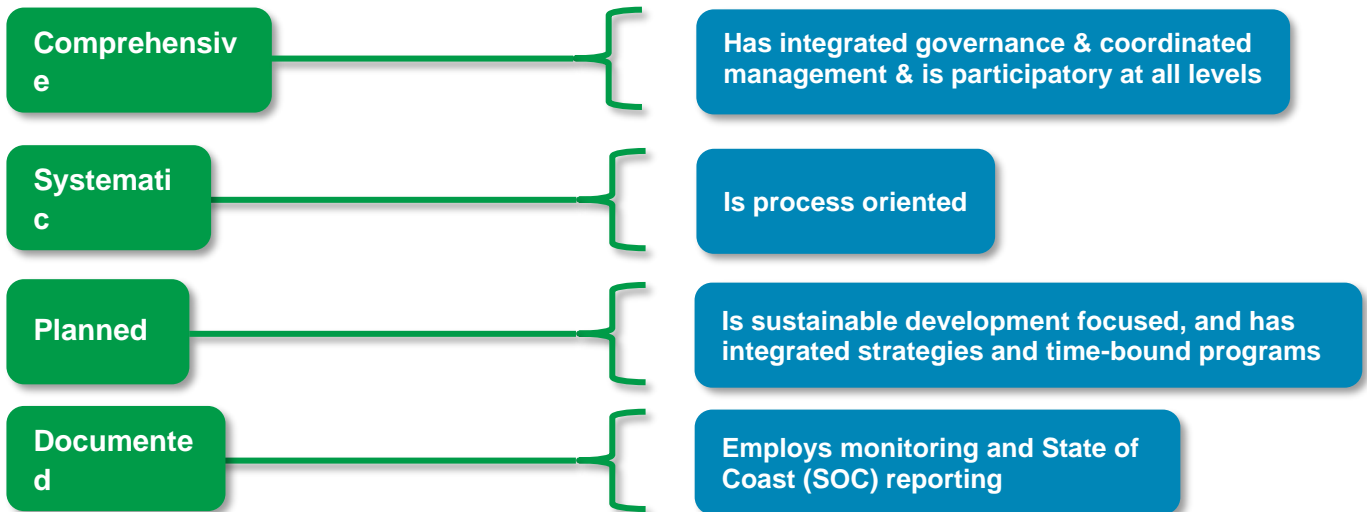 Comprehensiv
e
Has integrated governance & coordinated
management & is participatory at all levels
Systemati
c
Is process oriented
Planned
Is sustainable development focused, and has
integrated strategies and time-bound programs
Documente
d
Employs monitoring and State of
Coast (SOC) reporting